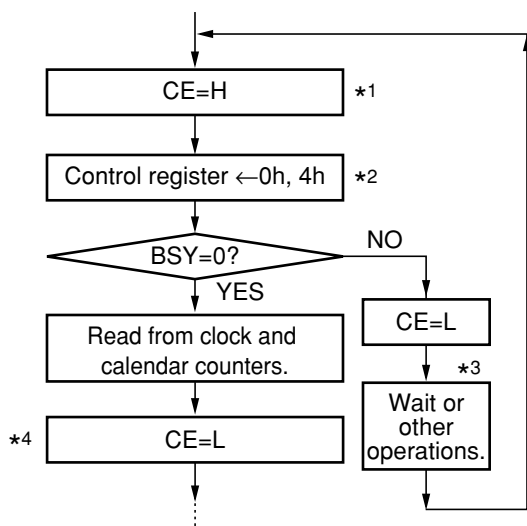 CE=H
*1
Control register ←0h, 4h
*2
BSY=0?
NO
YES
Read from clock and
calendar counters.
CE=L
*3
Wait or
other
operations.
*4
CE=L